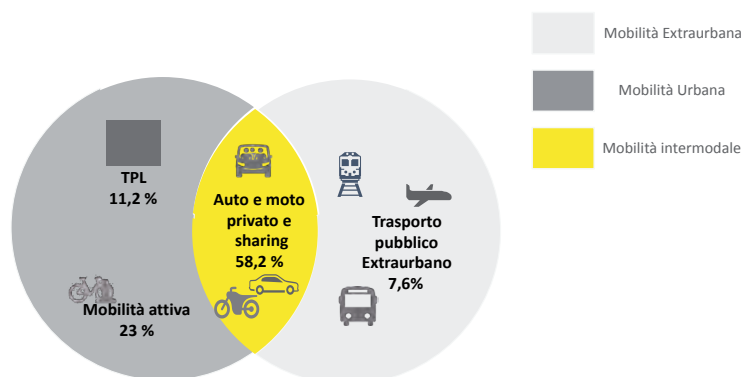 Mobilità Extraurbana
Mobilità Urbana
Mobilità intermodale
TPL
11,2 %
Auto e moto
privato e
sharing
58,2 %
Trasporto
pubblico
Extraurbano
7,6%
Mobilità attiva
23 %